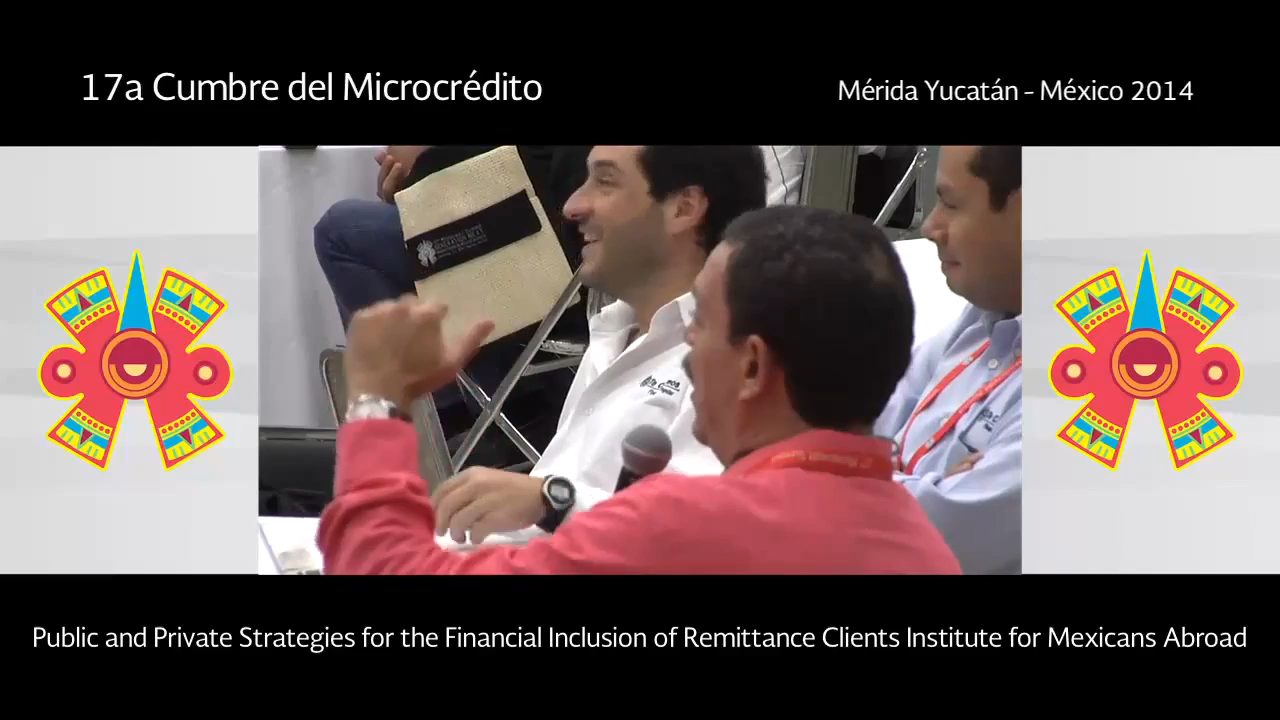 17a Cumbre del Microcrédito
Mérida Yucatán - México 2014
Public and Private Strategies for the Financial Inclusion of Remittance Clients Institute for Mexicans Abroad